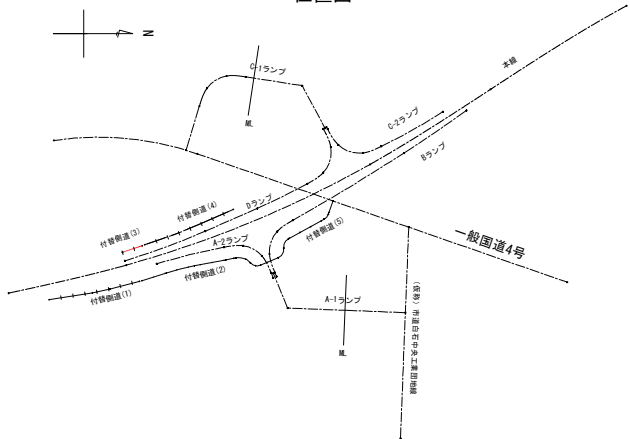 N
C-1ランプ
本線
ML
C-2ランプ
Bランプ
Dランプ
付替側道(4)
付替側道(3)
付替側道(5)
A-2ランプ
一般国道4号
付替側道(2)
付替側道(1)
A-1ランプ
ML
(仮称)市道白石中央工業団地線